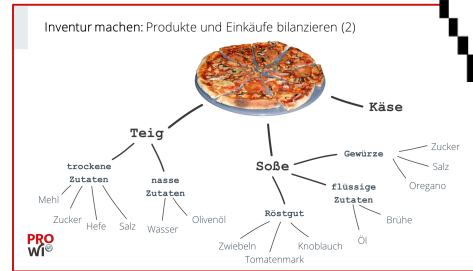 Inventur machen: Produkte und Einkäufe bilanzieren (2)
Käse
Teig
Soße
Gewürze
Zucker
Salz
Oregano
trockene
Zutaten
nasse
Zutaten
flüssige
Zutaten
Mehl
Zucker
Hefe
Salz
Wasser
Olivenöl
Röstgut
Brühe
Öl
Zwiebeln
Tomatenmark
Knoblauch
PRO
WI